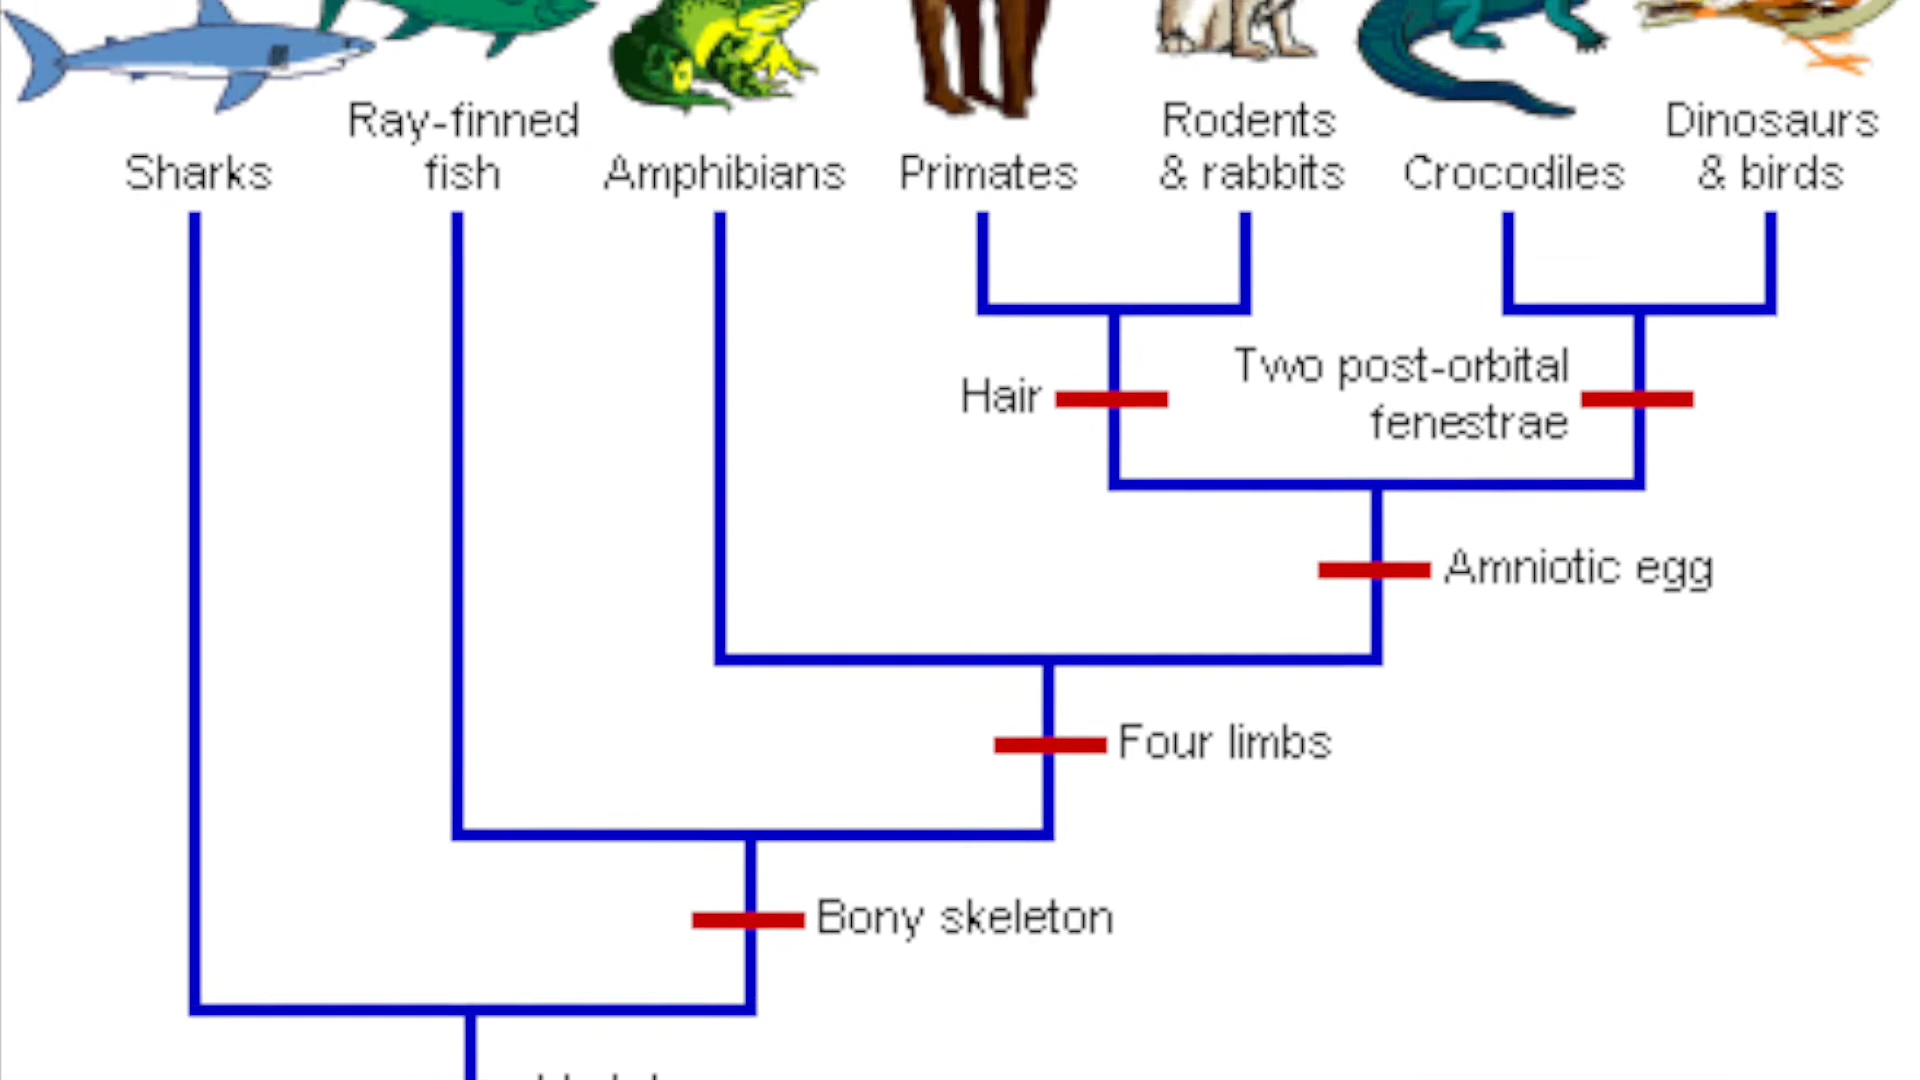 Ray-finned
fish
Rodents
& rabbits
Dinosaurs
& birds
Sharks
Amphibians
Primates
Crocodiles
Hair
Two post-orbital
fenestrae
Amniotic egg
Four limbs
Bony skeleton